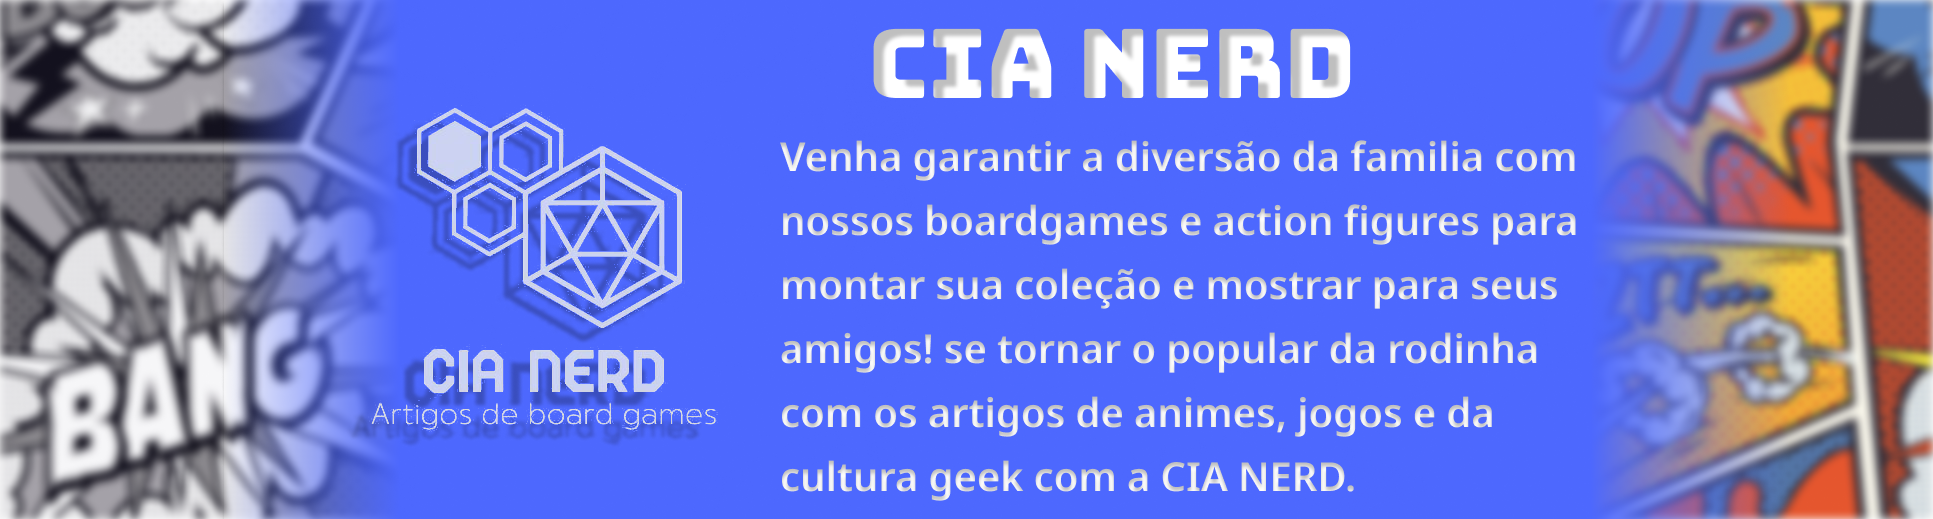 CIA NERD
Venha garantir a diversão da familia com
nossos boardgames e action figures para
montar sua coleção e mostrar para seus
amigos! se tornar o popular da rodinha
com os artigos de animes, jogos e da
cultura geek com a CIA NERD.
CIA NERD
Artigos de board games
BANG
UP